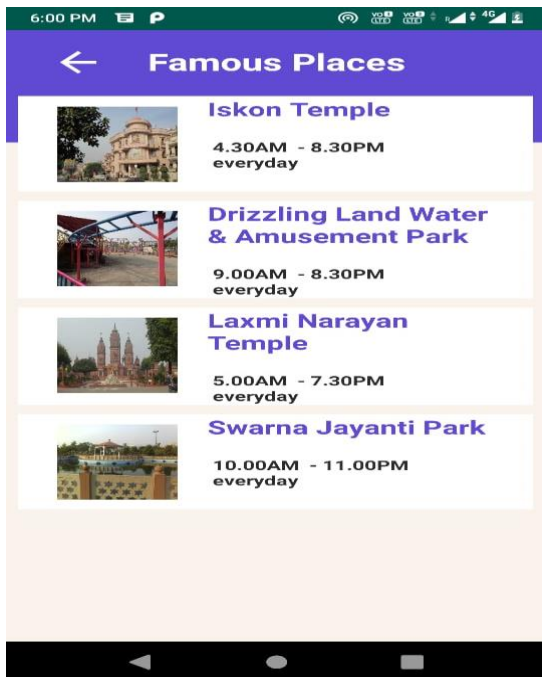 6:00 PM
4G
Famous Places
Iskon Temple
4.30AM - 8.30PM
everyday
Drizzling Land Water
& Amusement Park
9.00AM - 8.30PM
everyday
Laxmi Narayan
Temple
5.00AM - 7.30PM
everyday
Swarna Jayanti Park
10.00AM - 11.00PM
everyday